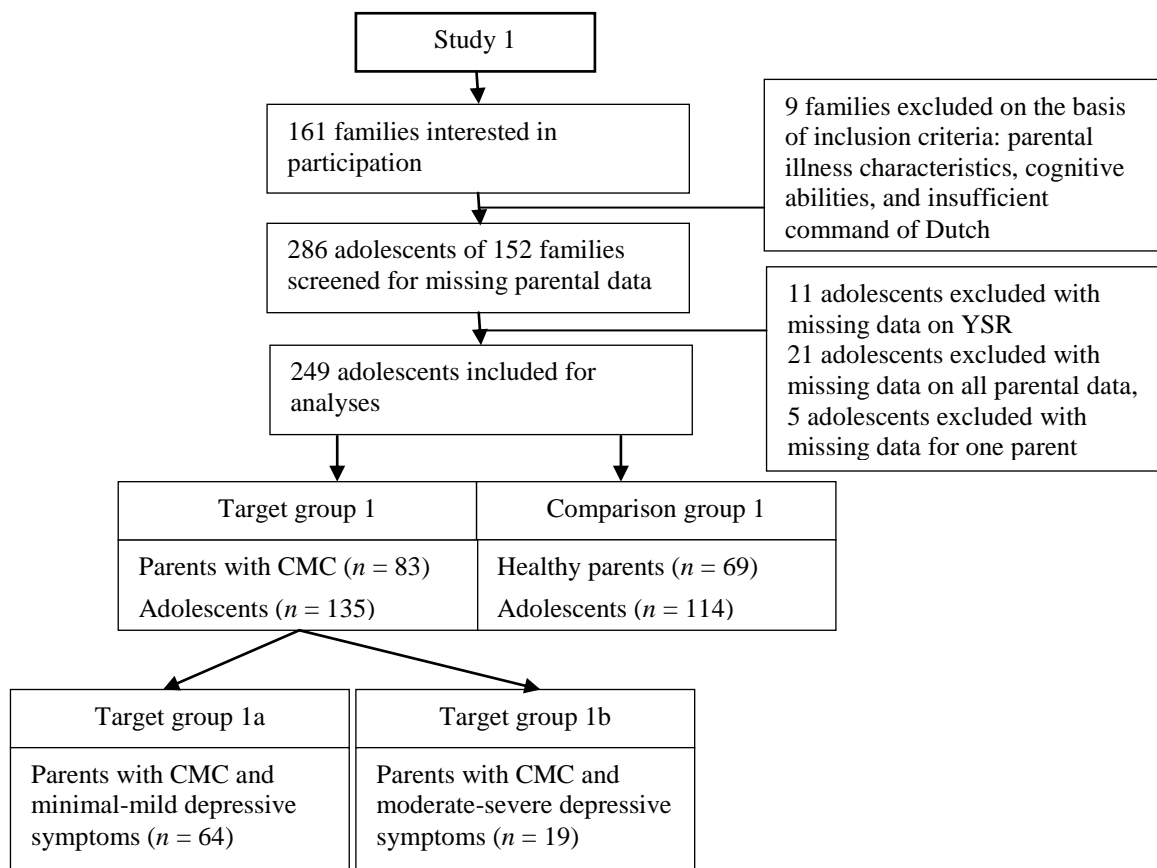 Study 1
161 families interested in
participation
9 families excluded on the basis
of inclusion criteria: parental
illness characteristics, cognitive
abilities, and insufficient
command of Dutch
286 adolescents of 152 families
screened for missing parental data
11 adolescents excluded with
missing data on YSR
21 adolescents excluded with
missing data on all parental data,
5 adolescents excluded with
missing data for one parent
249 adolescents included for
analyses
Target group 1
Parents with CMC (n = 83)
Adolescents (n = 135)
Comparison group 1
Healthy parents (n = 69)
Adolescents (n = 114)
Target group 1a
Parents with CMC and
minimal-mild depressive
symptoms (n = 64)
Target group 1b
Parents with CMC and
moderate-severe depressive
symptoms (n = 19)